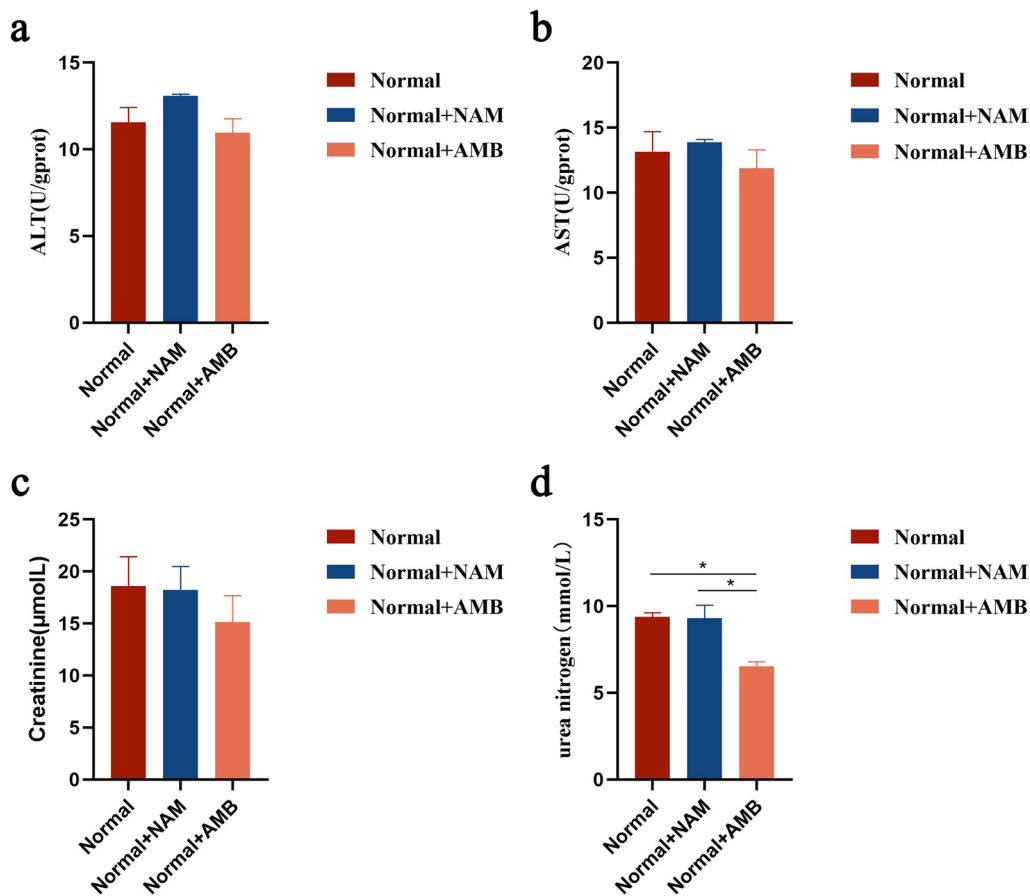 a
ALT(U/gprot)
15
10
5
0
Normal
Normal+NAM
Normal+AMB
Normal
Normal+NAM
Normal+AMB
b
AST(U/gprot)
20
15
10
5
0
Normal
Normal+NAM
Normal+AMB
Normal
Normal+NAM
Normal+AMB
c
Creatinine(μmolL)
25
20
15
10
5
0
Normal
Normal+NAM
Normal+AMB
Normal
Normal+NAM
Normal+AMB
d
urea nitrogen（mmol/L）
15
10
5
0
*
*
Normal
Normal+NAM
Normal+AMB
Normal
Normal+NAM
Normal+AMB